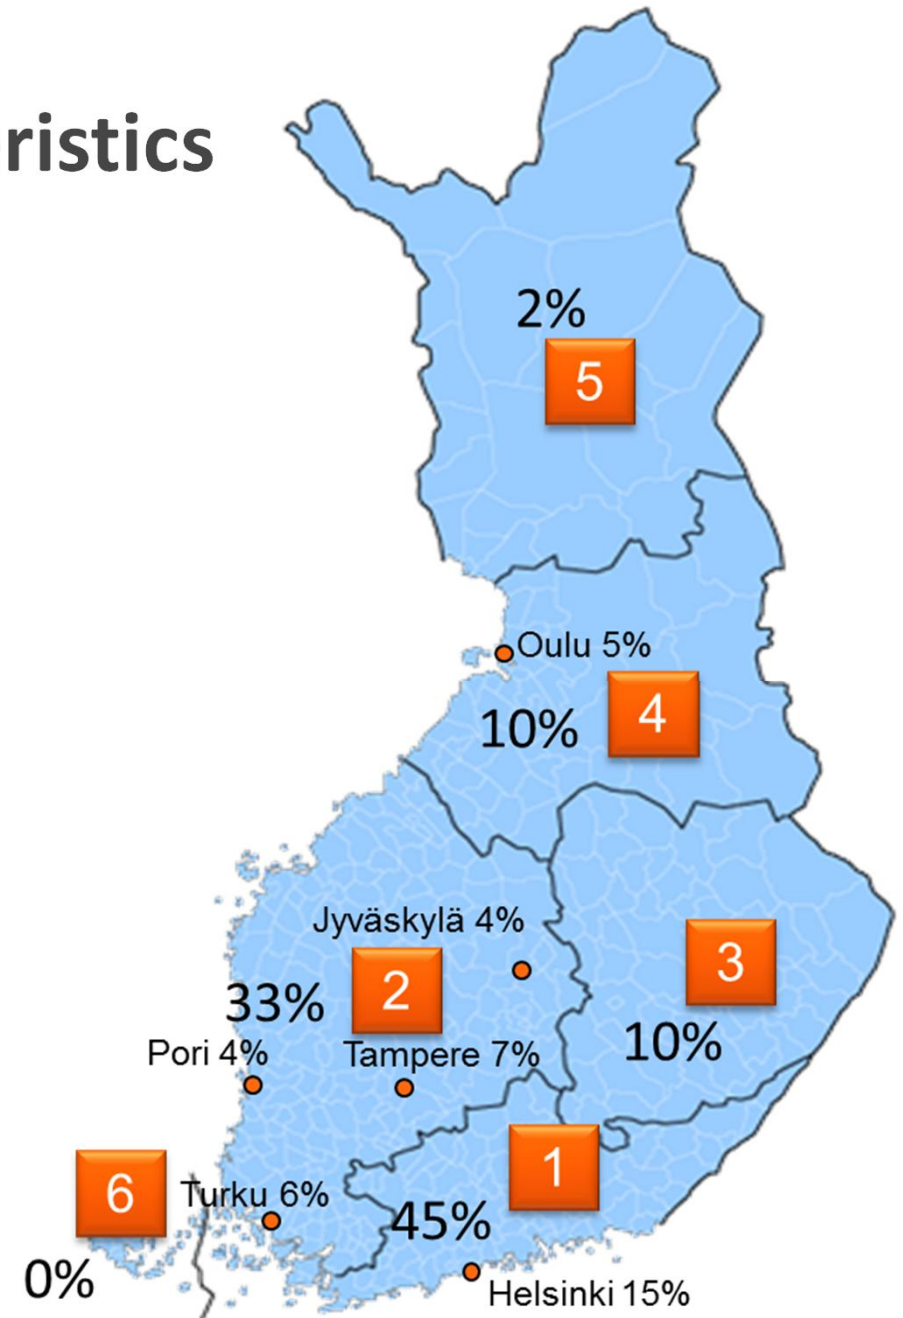 ristics
2%
5
Oulu 5%
4
10%
Jyväskylä 4%
3
2
33%
10%
Pori 4%
Tampere 7%
1
6
Turku 6%
45%
0%
Helsinki 15%